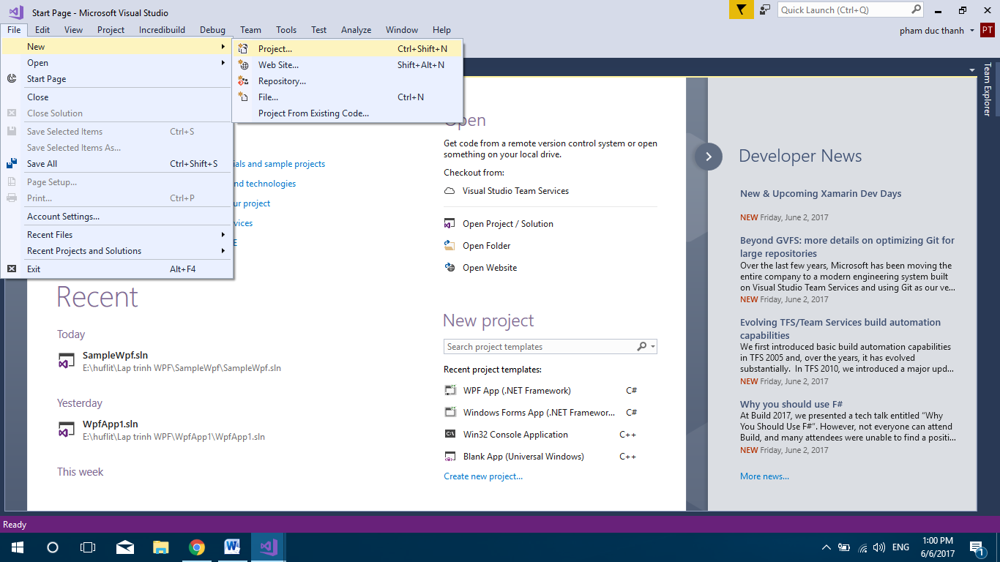 Start Page - Microsoft Visual Studio
Quick Launch (Ctrl+Q)
File Edit View Project Incredibuild Debug Team Tools Test Analyze Window Help
pham duc thanh PT
New
Open
Start Page
Close
Close Solution
Save Selected Items Ctrl+S
Save Selected Items As...
Save All Ctrl+Shift+S
Page Setup...
Print... Ctrl+P
Account Settings...
Recent Files
Recent Projects and Solutions
Exit Alt+F4
Project... Ctrl+Shift+N
Web Site... Shift+Alt+N
Repository...
File... Ctrl+N
Project From Existing Code...
and sample projects
technologies
project
Recent
Today
SampleWpf.sln
E:\huflit\Lap trinh WPF\SampleWpf\SampleWpf.sln
Yesterday
WpfApp1.sln
E:\huflit\Lap trinh WPF\WpfApp1\WpfApp1.sln
This week
Open
Get code from a remote version control system or open
something on your local drive.
Checkout from:
Visual Studio Team Services
Open Project / Solution
Open Folder
Open Website
New project
Search project templates
Recent project templates:
WPF App (.NET Framework) C#
Windows Forms App (.NET Framewor... C#
Win32 Console Application C++
Blank App (Universal Windows) C++
Create new project...
Developer News
New & Upcoming Xamarin Dev Days
NEW Friday, June 2, 2017
Beyond GVFS: more details on optimizing Git for
large repositories
Over the last few years, Microsoft has been moving the
entire company to a modern engineering system built
on Visual Studio Team Services and using Git as our ve...
NEW Friday, June 2, 2017
Evolving TFS/Team Services build automation
capabilities
We first introduced basic build automation capabilities
in TFS 2005 and, over the years, it has evolved
substantially. In TFS 2010, we introduced a major upd...
NEW Friday, June 2, 2017
Why you should use F#
At Build 2017, we presented a tech talk entitled “Why
You Should Use F#”. However, not everyone can attend
Build, and many attendees were unable to find a positi...
NEW Friday, June 2, 2017
More news...
Team Explorer
Ready
ENG
1:00 PM
6/6/2017
1